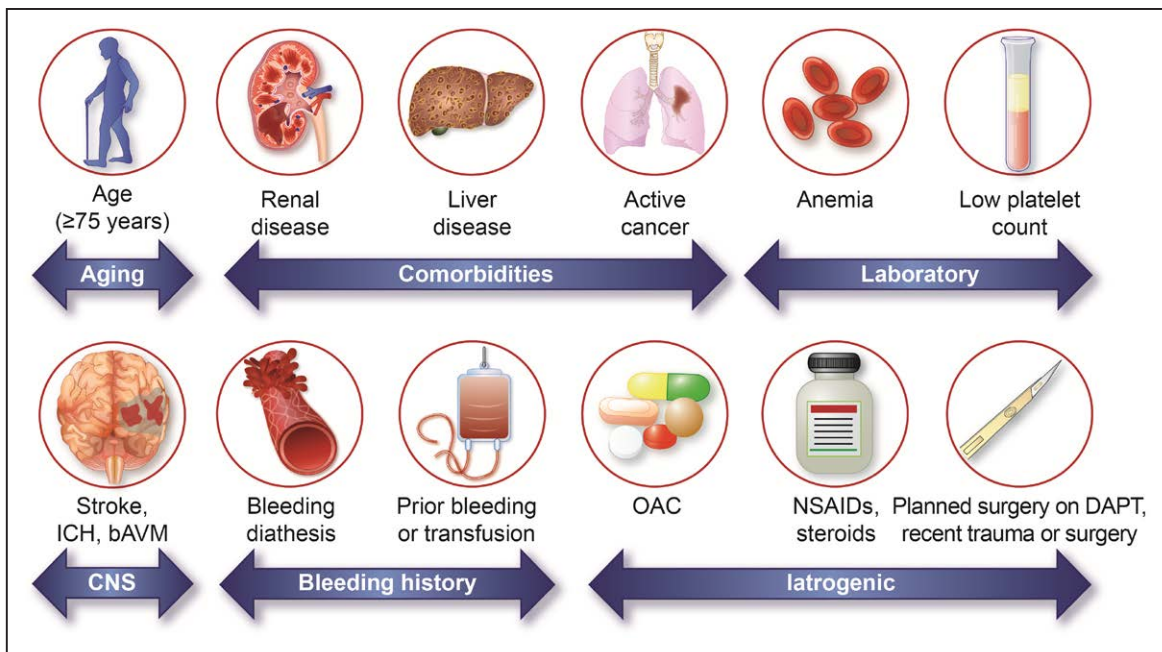 Age
(≥75 years)
Renal
disease
Liver
disease
Active
cancer
Anemia
Low platelet
count
Aging
Comorbidities
Laboratory
Stroke,
ICH, bAVM
Bleeding
diathesis
Prior bleeding
or transfusion
OAC
NSAIDs,
steroids
Planned surgery on DAPT,
recent trauma or surgery
CNS
Bleeding history
Iatrogenic